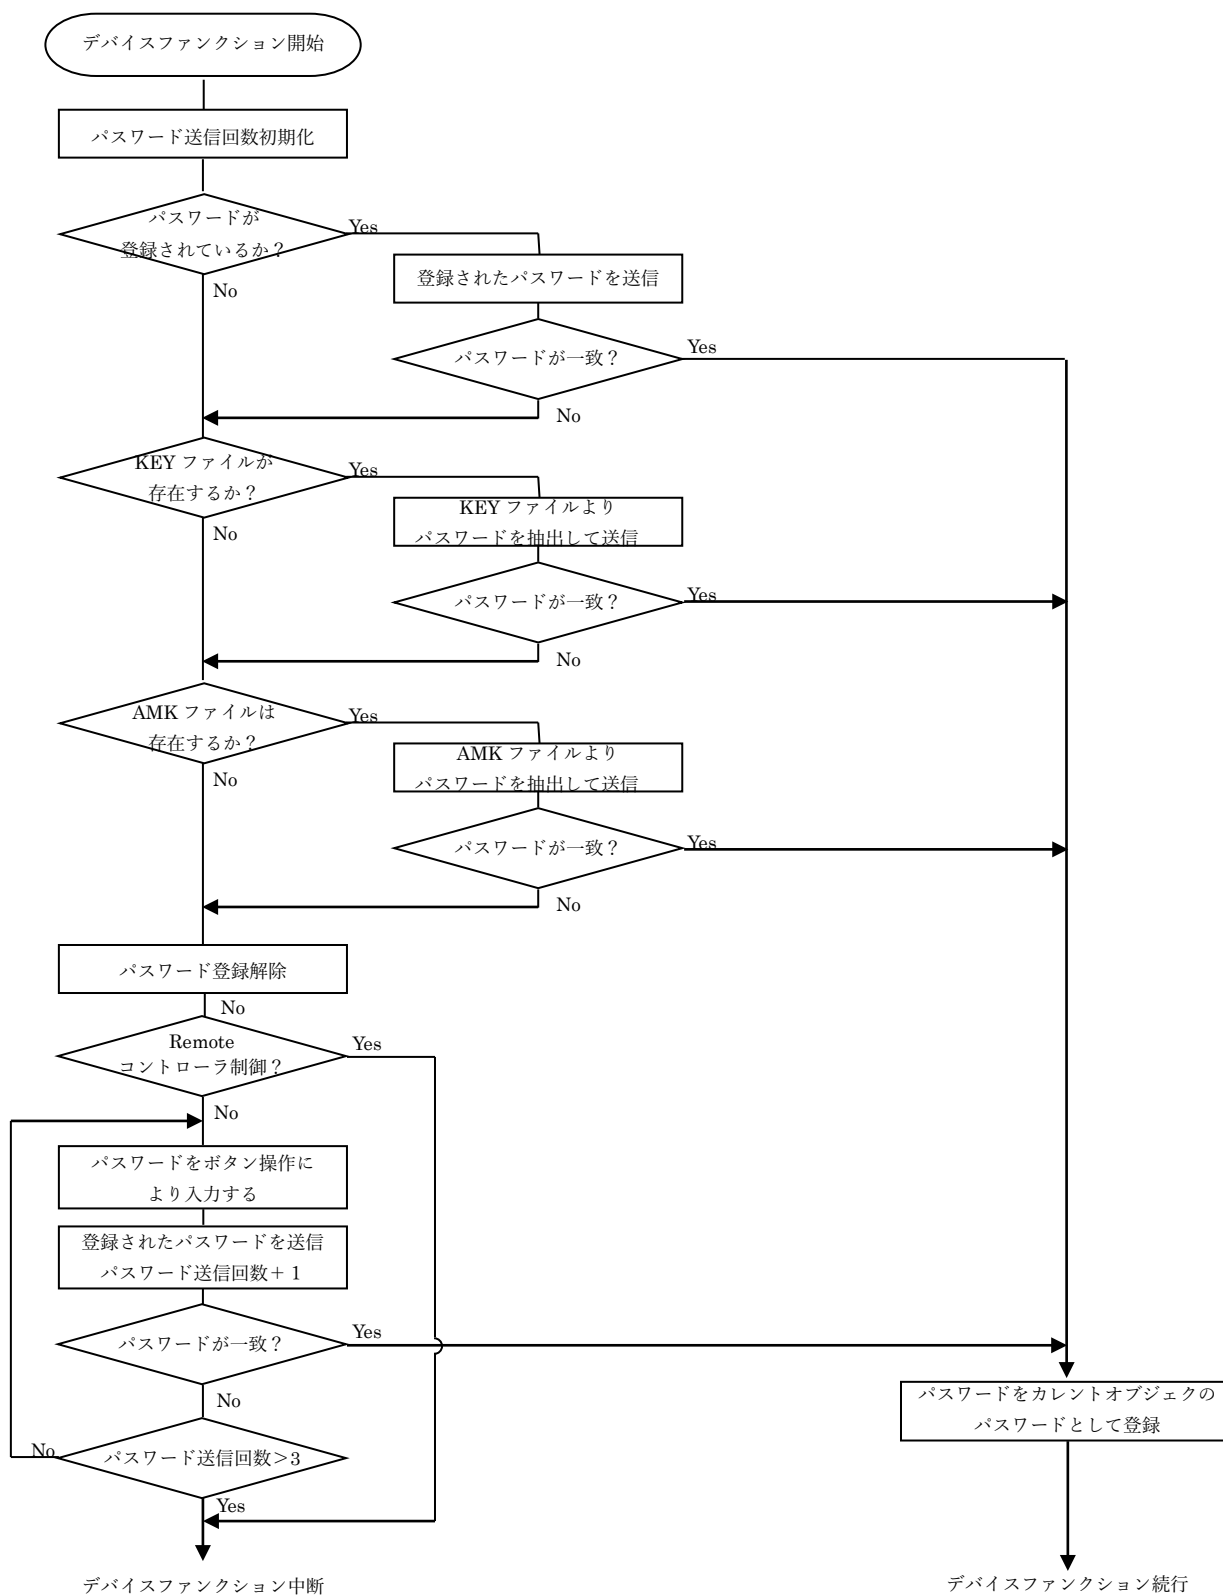 デバイスファンクション開始
パスワード送信回数初期化
パスワードが
登録されているか？
Yes
No
登録されたパスワードを送信
パスワードが一致？
Yes
No
KEY ファイルが
存在するか？
Yes
No
KEY ファイルより
パスワードを抽出して送信
パスワードが一致？
Yes
No
AMK ファイルは
存在するか？
Yes
No
AMK ファイルより
パスワードを抽出して送信
パスワードが一致？
Yes
No
パスワード登録解除
No
Remote
コントローラ制御？
Yes
No
パスワードをボタン操作に
より入力する
登録されたパスワードを送信
パスワード送信回数＋１
パスワードが一致？
Yes
No
パスワード送信回数＞3
No
Yes
デバイスファンクション中断
パスワードをカレントオブジェクの
パスワードとして登録
デバイスファンクション続行